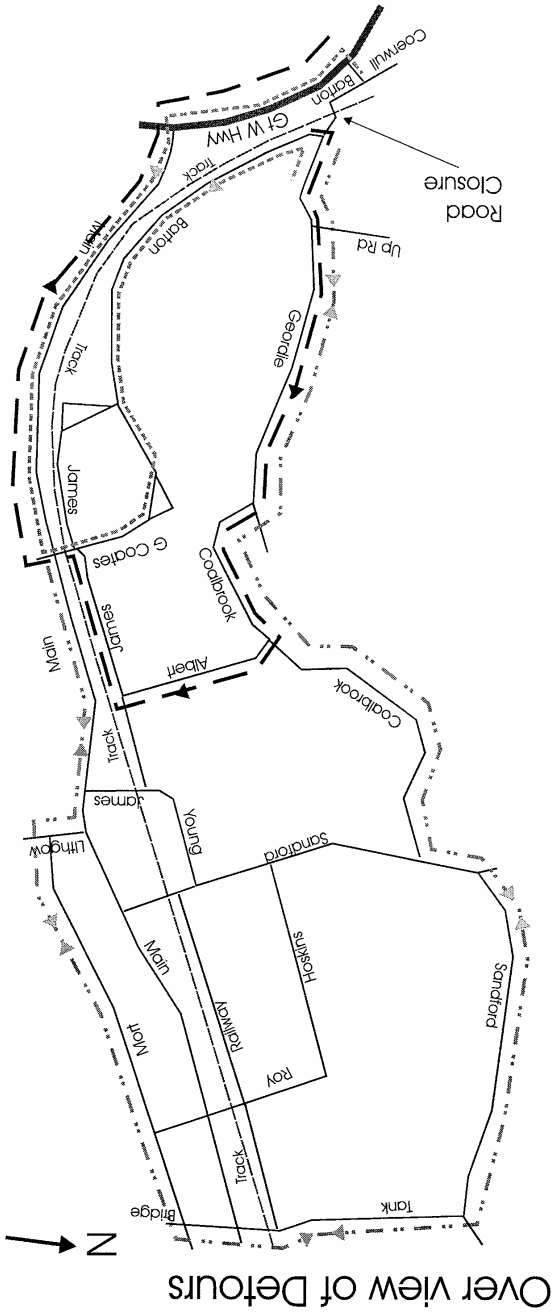 Over view of Detours
N
Tank
Bridge
Track
Roy
Mort
Railway
Sandford
Hoskins
Main
Sandford
Lithgow
Young
James
Track
Coalbrook
Albert
Main
James
Coalbrook
G Coates
James
Track
Geordie
Up Rd
Barton
Main
Road
Closure
Track
Gt W Hwy
Barton
Coerwull